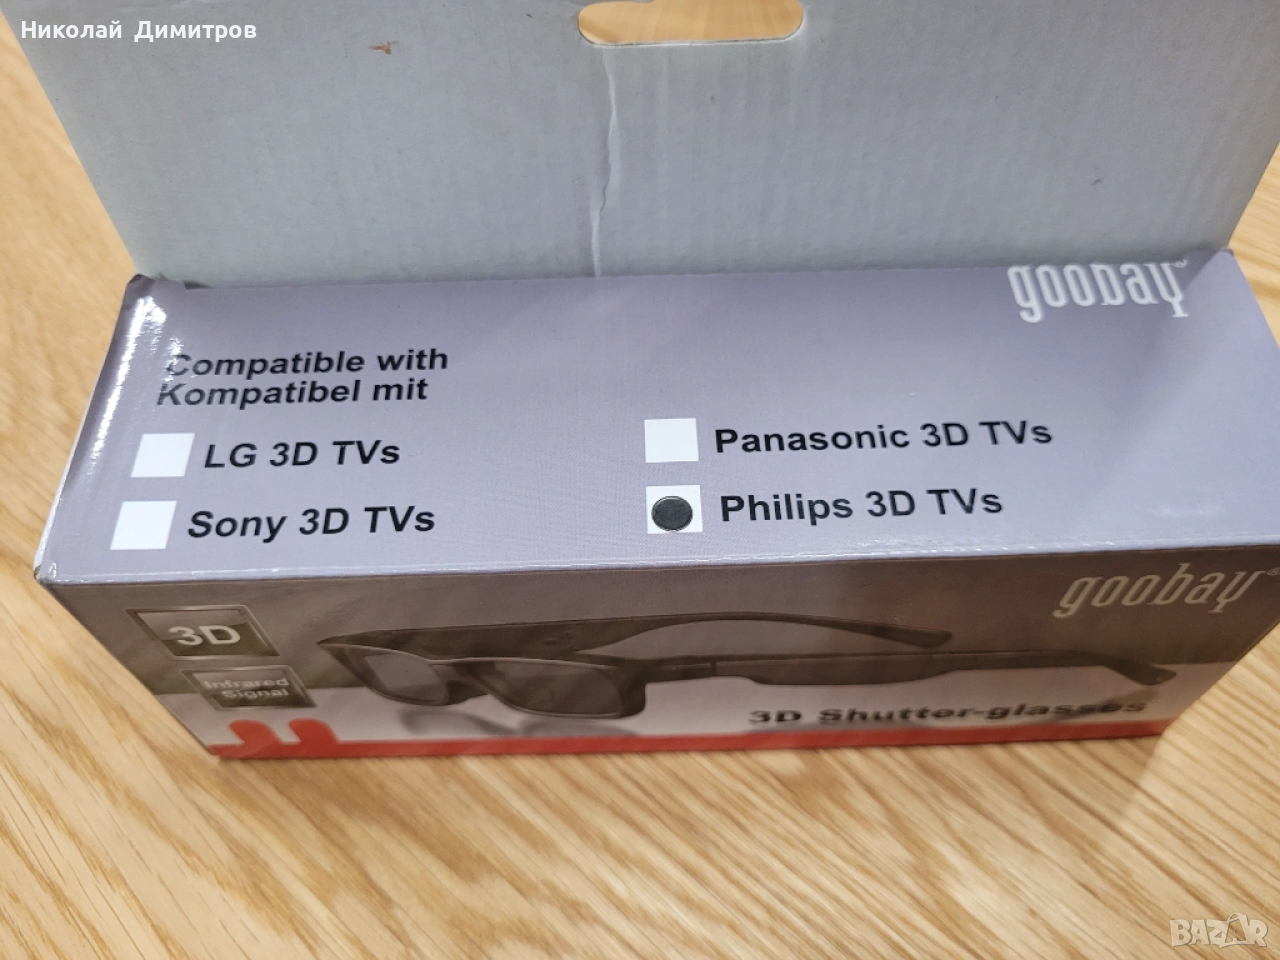 Николай Димитров
goobay®
Compatible with
Kompatibel mit
LG 3D TVs
Panasonic 3D TVs
Sony 3D TVs
Philips 3D TVs
goobay®
3D
Infrared
Signal
3D Shutter-glasses
BAZAR